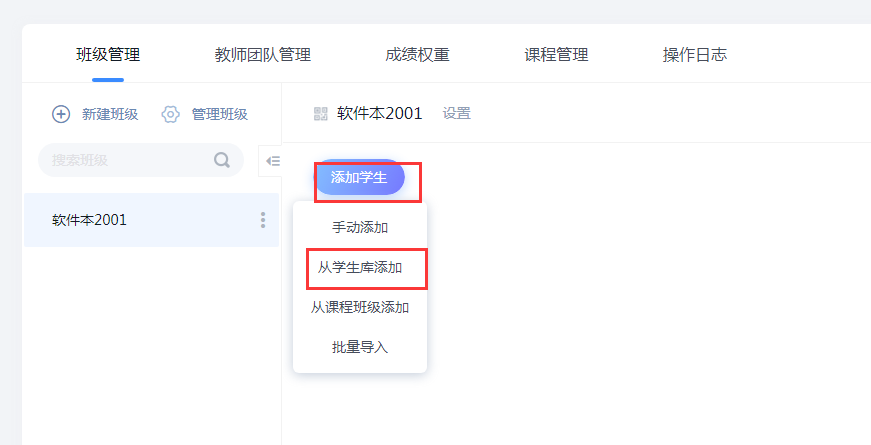 班级管理 教师团队管理 成绩权重 课程管理 操作日志
新建班级 管理班级 软件本2001 设置
搜索班级
添加学生
软件本2001
手动添加
从学生库添加
从课程班级添加
批量导入